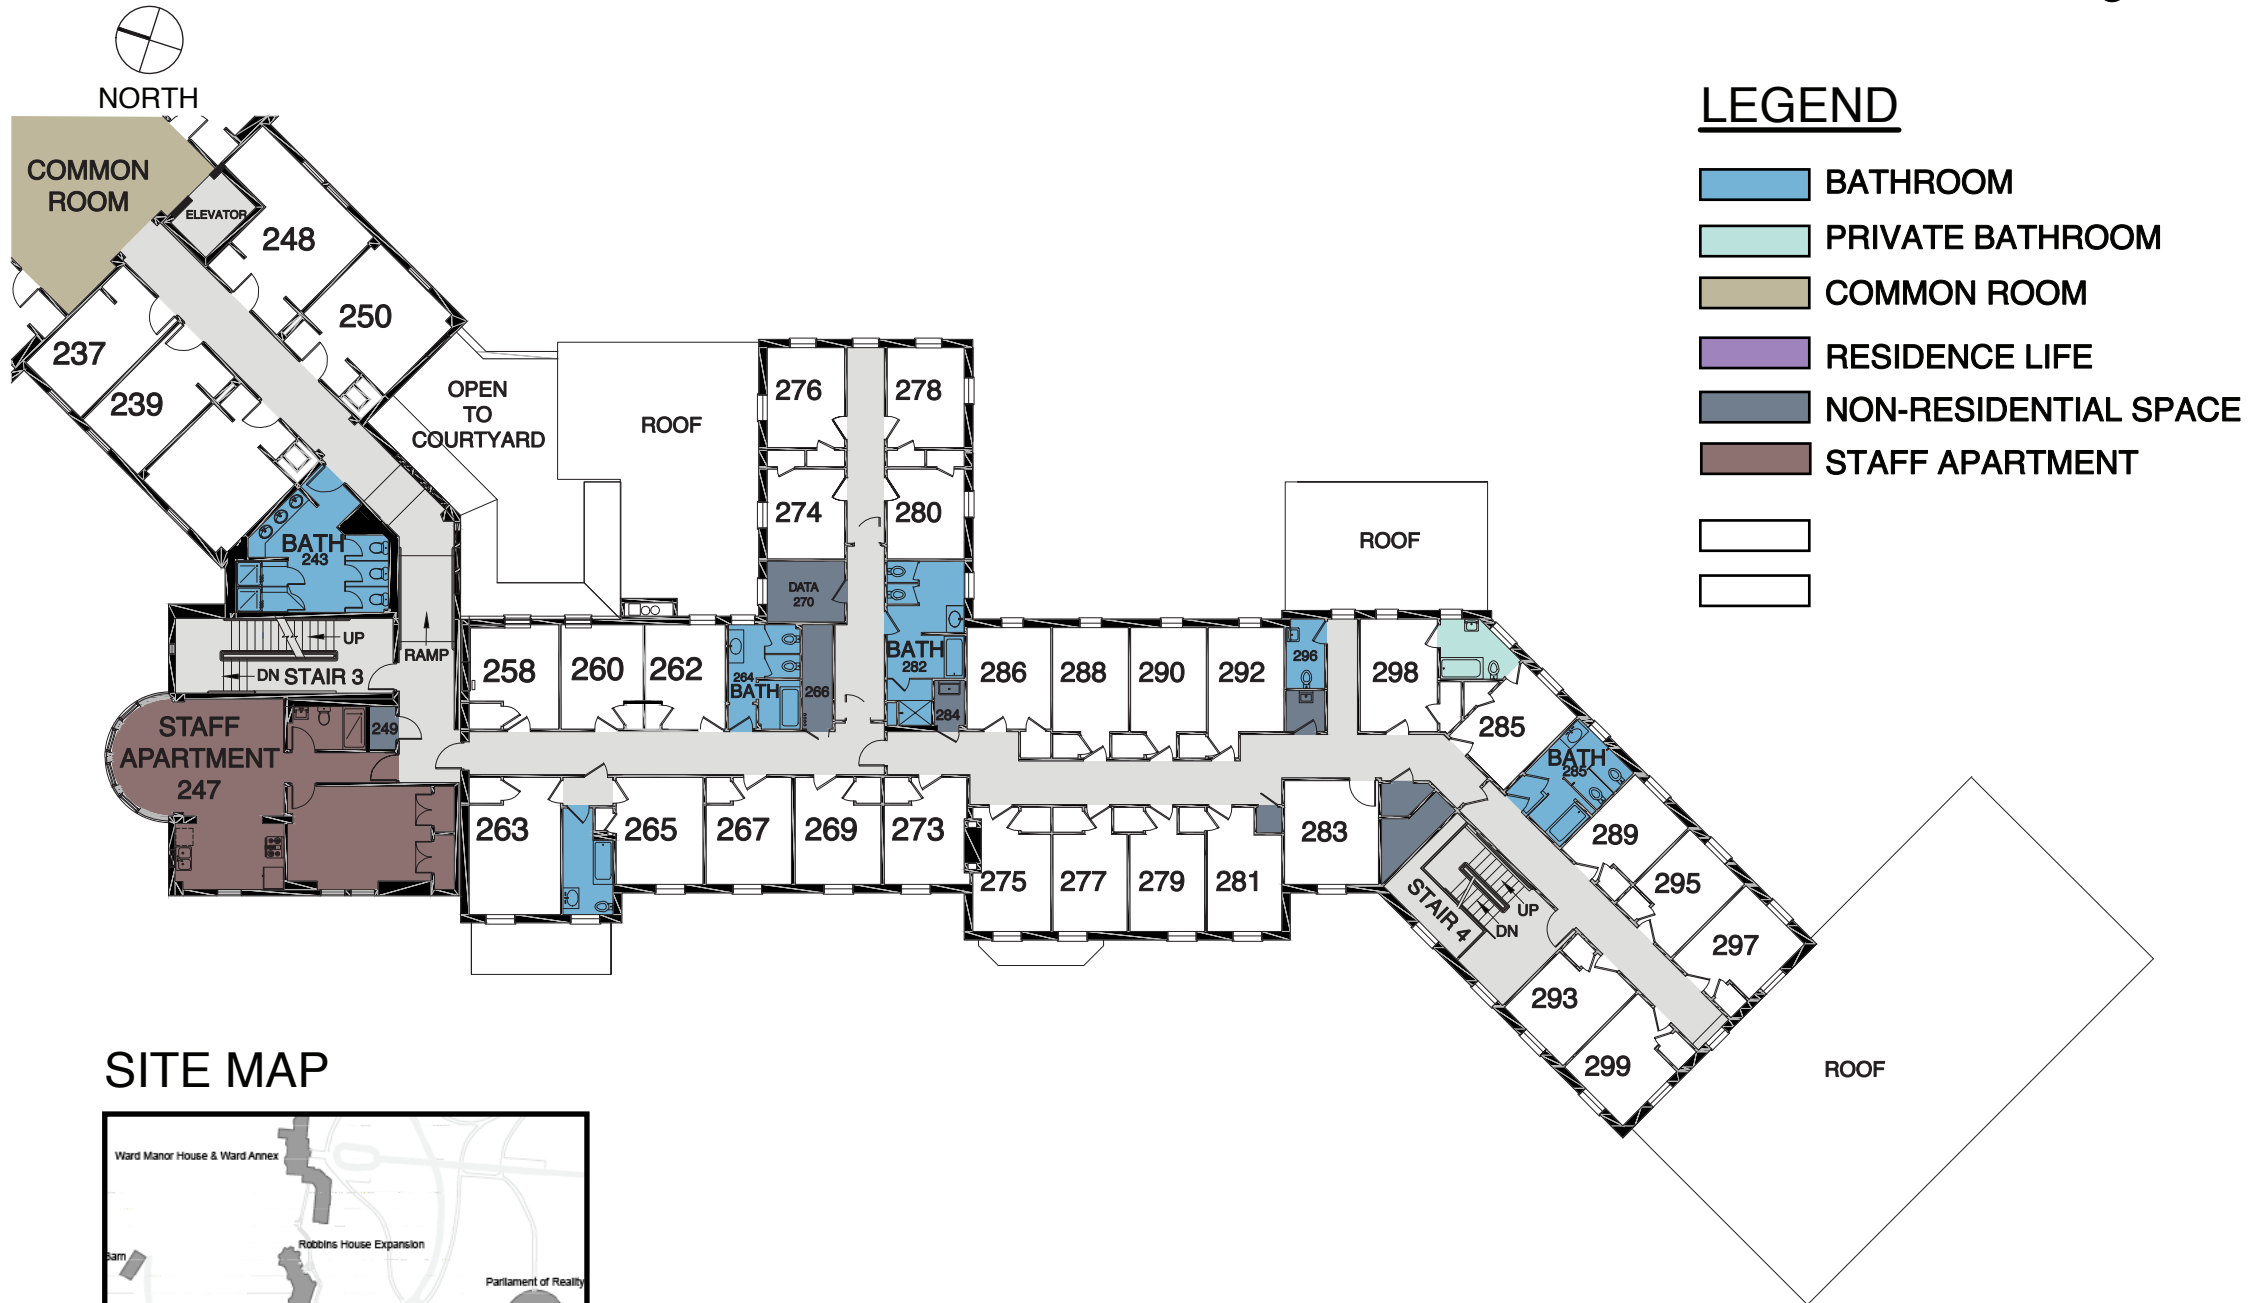 g
NORTH
LEGEND
BATHROOM
PRIVATE BATHROOM
COMMON ROOM
RESIDENCE LIFE
NON-RESIDENTIAL SPACE
STAFF APARTMENT
COMMON
ROOM
ELEVATOR
248
250
237
239
OPEN
TO
COURTYARD
ROOF
276
278
274
280
DATA
270
BATH
243
UP
DN STAIR 3
RAMP
258
260
262
264
BATH
266
BATH
282
284
286
288
290
292
296
298
ROOF
285
BATH
285
289
295
297
STAFF
APARTMENT
247
249
263
265
267
269
273
275
277
279
281
283
STAIR 4
UP
DN
293
299
ROOF
SITE MAP
Ward Manor House & Ward Annex
Robbins House Expansion
Barn
Parliament of Reality